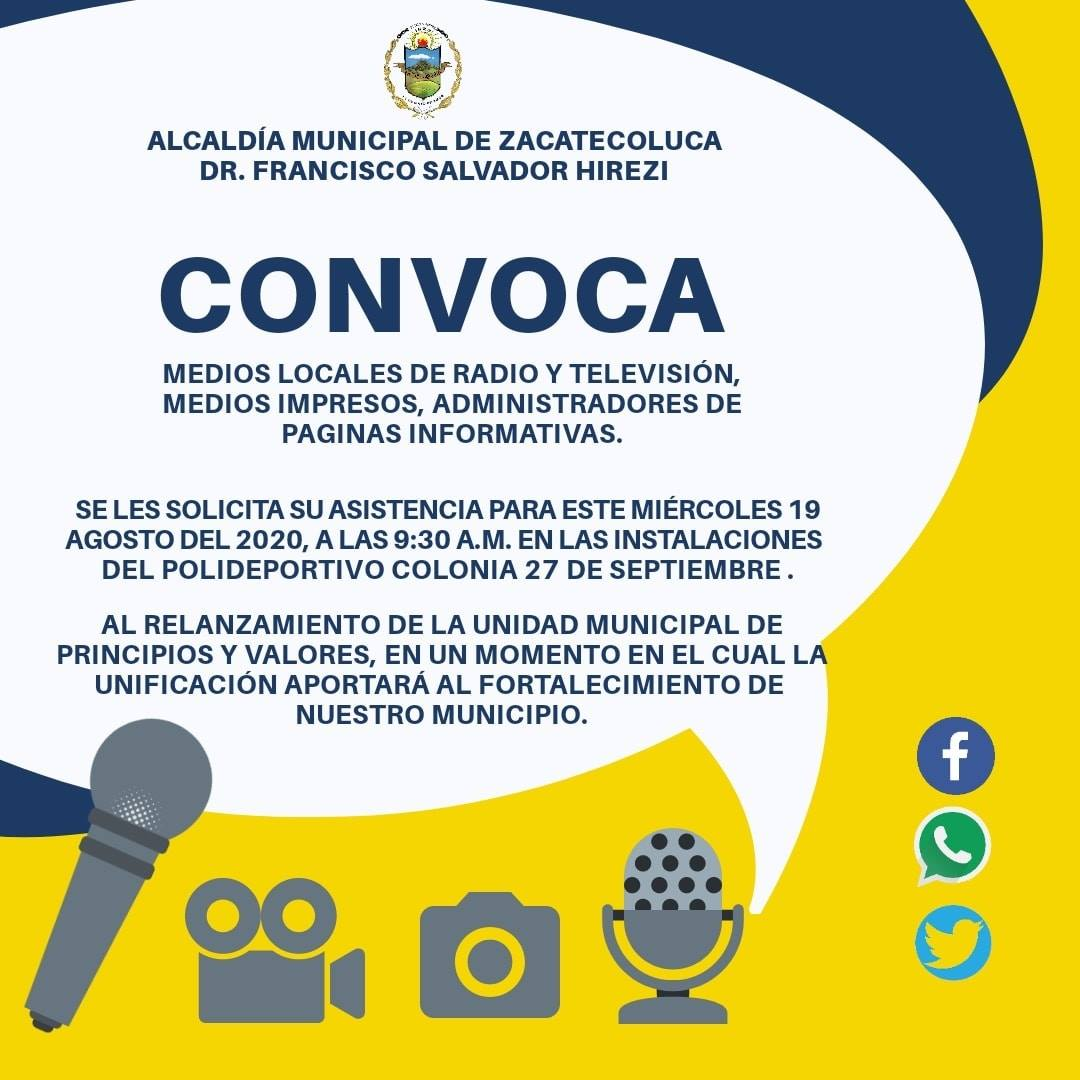 ALCALDÍA MUNICIPAL DE ZACATECOLUCA
DR. FRANCISCO SALVADOR HIREZI
CONVOCA
MEDIOS LOCALES DE RADIO Y TELEVISIÓN,
MEDIOS IMPRESOS, ADMINISTRADORES DE
PAGINAS INFORMATIVAS.
SE LES SOLICITA SU ASISTENCIA PARA ESTE MIÉRCOLES 19
AGOSTO DEL 2020, A LAS 9:30 A.M. EN LAS INSTALACIONES
DEL POLIDEPORTIVO COLONIA 27 DE SEPTIEMBRE .
AL RELANZAMIENTO DE LA UNIDAD MUNICIPAL DE
PRINCIPIOS Y VALORES, EN UN MOMENTO EN EL CUAL LA
UNIFICACIÓN APORTARÁ AL FORTALECIMIENTO DE
NUESTRO MUNICIPIO.